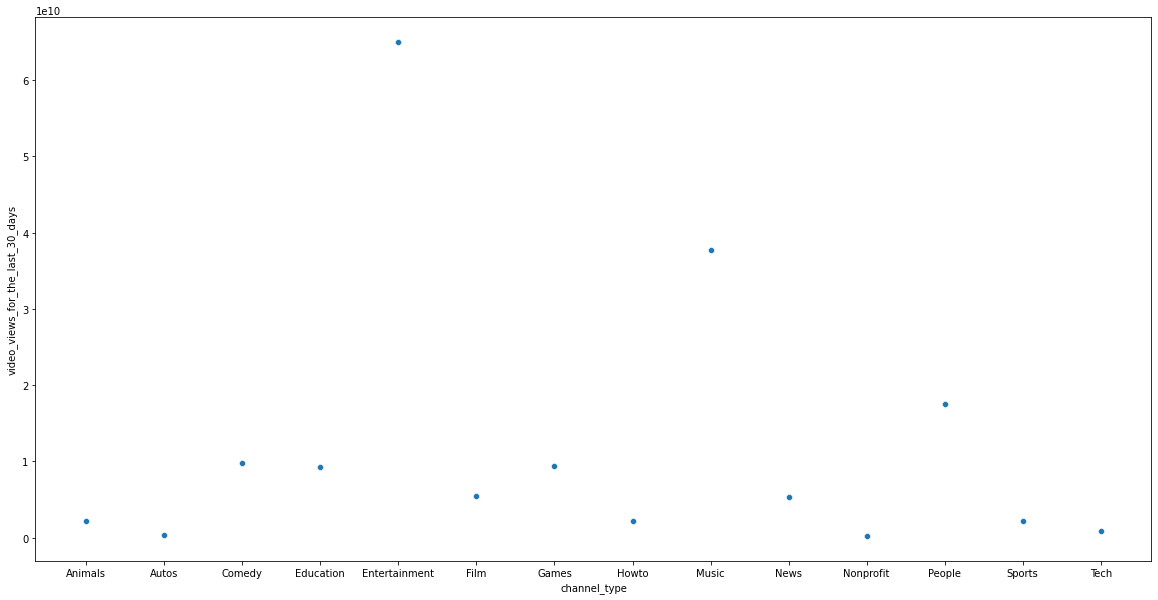 1e10
6
5
4
3
2
1
0
video_views_for_the_last_30_days
Animals Autos Comedy Education Entertainment Film Games Howto Music News Nonprofit People Sports Tech
channel_type